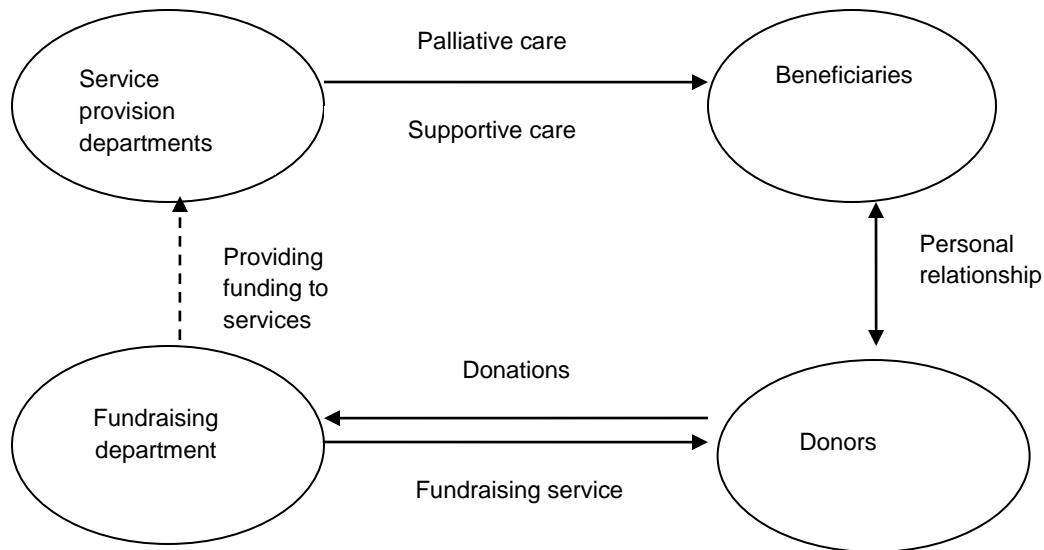 Palliative care
Service
provision
departments
Beneficiaries
Supportive care
Providing
funding to
services
Personal
relationship
Donations
Fundraising
department
Donors
Fundraising service